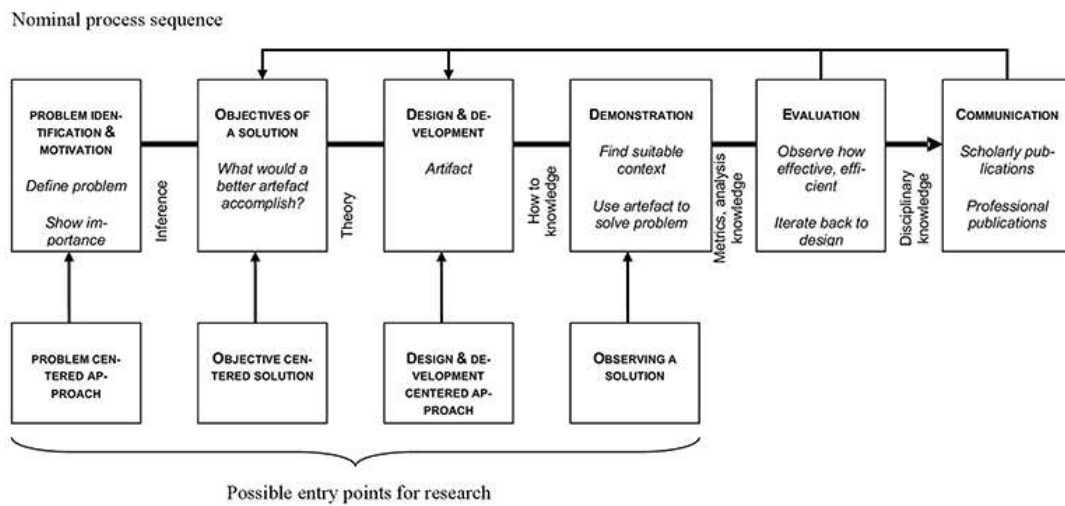 Nominal process sequence
PROBLEM IDEN-
TIFICATION &
MOTIVATION
Define problem
Show im-
portance
Inference
OBJECTIVES OF
A SOLUTION
What would a
better artefact
accomplish?
Theory
DESIGN & DE-
VELOPMENT
Artifact
How to
knowledge
DEMONSTRATION
Find suitable
context
Use artefact to
solve problem
Metrics, analysis
knowledge
EVALUATION
Observe how
effective, effi-
cient
Iterate back to
design
Disciplinary
knowledge
COMMUNICATION
Scholarly pub-
lications
Professional
publications
PROBLEM CEN-
TERED AP-
PROACH
OBJECTIVE CEN-
TERED SOLUTION
DESIGN & DE-
VELOPMENT
CENTERED AP-
PROACH
OBSERVING A
SOLUTION
Possible entry points for research